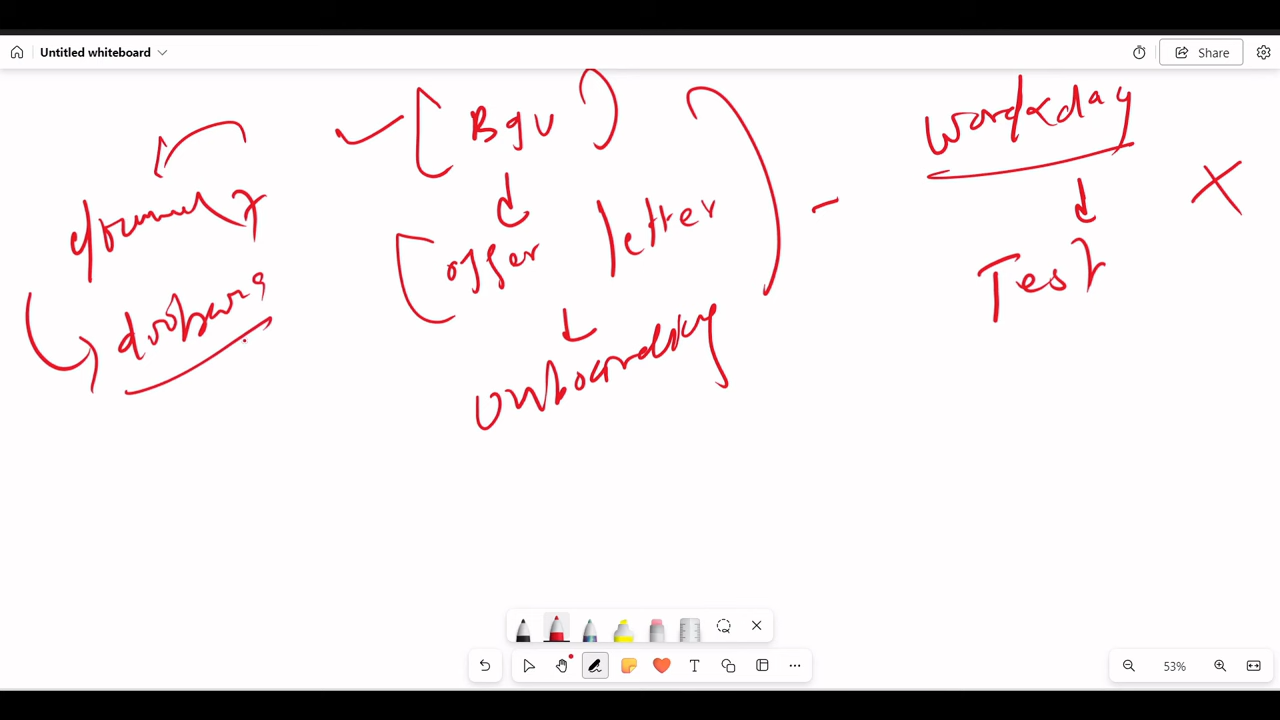 Untitled whiteboard
Share
BGV
offer letter
onboarding
workday
Test
X
53%